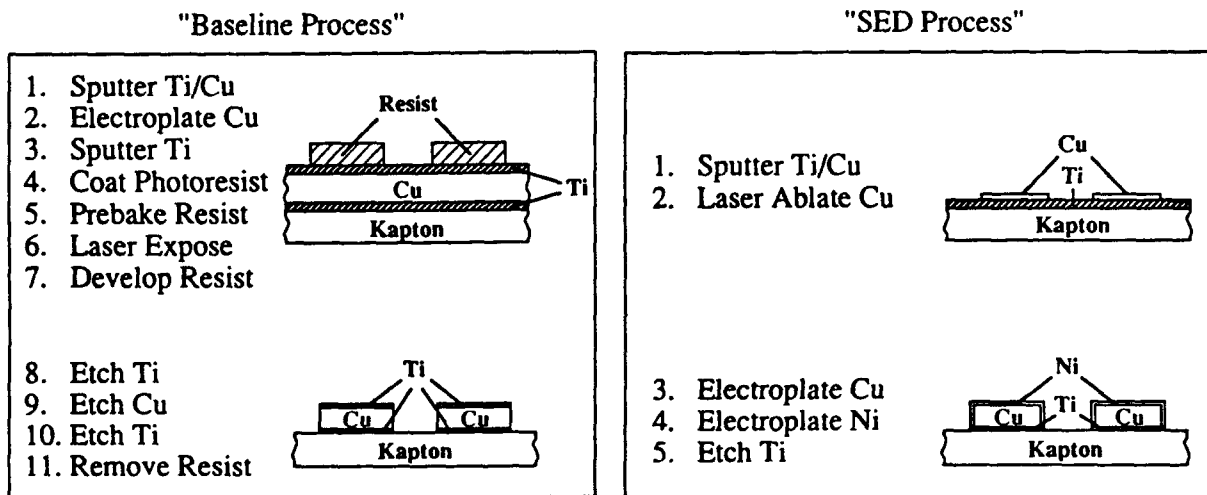 "Baseline Process"
1. Sputter Ti/Cu
2. Electroplate Cu
3. Sputter Ti
4. Coat Photoresist
5. Prebake Resist
6. Laser Expose
7. Develop Resist
Resist
Cu
Ti
Kapton
8. Etch Ti
9. Etch Cu
10. Etch Ti
11. Remove Resist
Ti
Cu
Cu
Kapton
"SED Process"
1. Sputter Ti/Cu
2. Laser Ablate Cu
Cu
Ti
Kapton
3. Electroplate Cu
4. Electroplate Ni
5. Etch Ti
Ni
Ti
Cu
Cu
Kapton